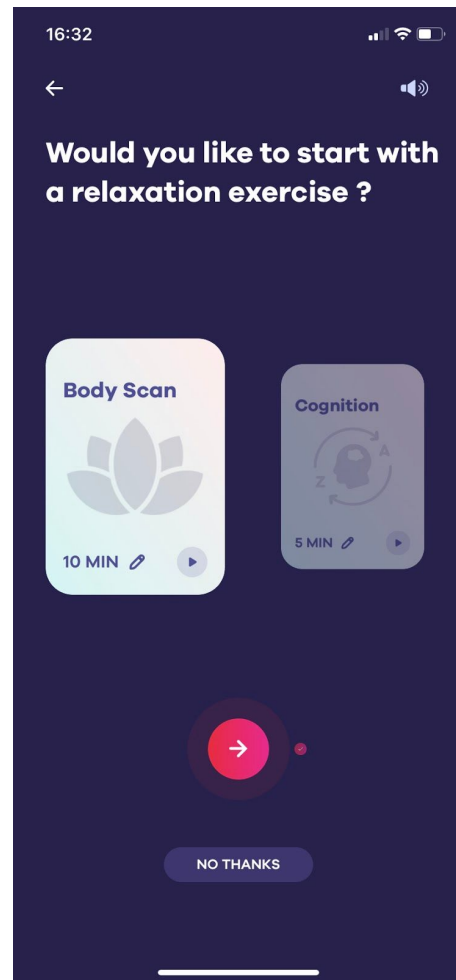 16:32
Would you like to start with
a relaxation exercise ?
Body Scan
10 MIN
Cognition
A
Z
5 MIN
NO THANKS